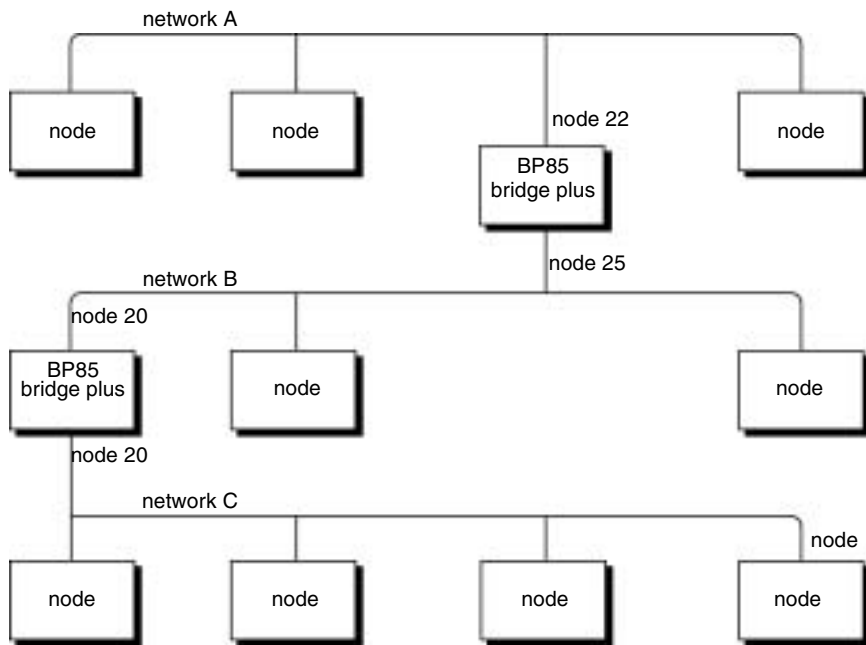 network A
node
node
node 22
node
BP85
bridge plus
node 25
network B
node 20
BP85
bridge plus
node
node
node 20
network C
node
node
node
node
node